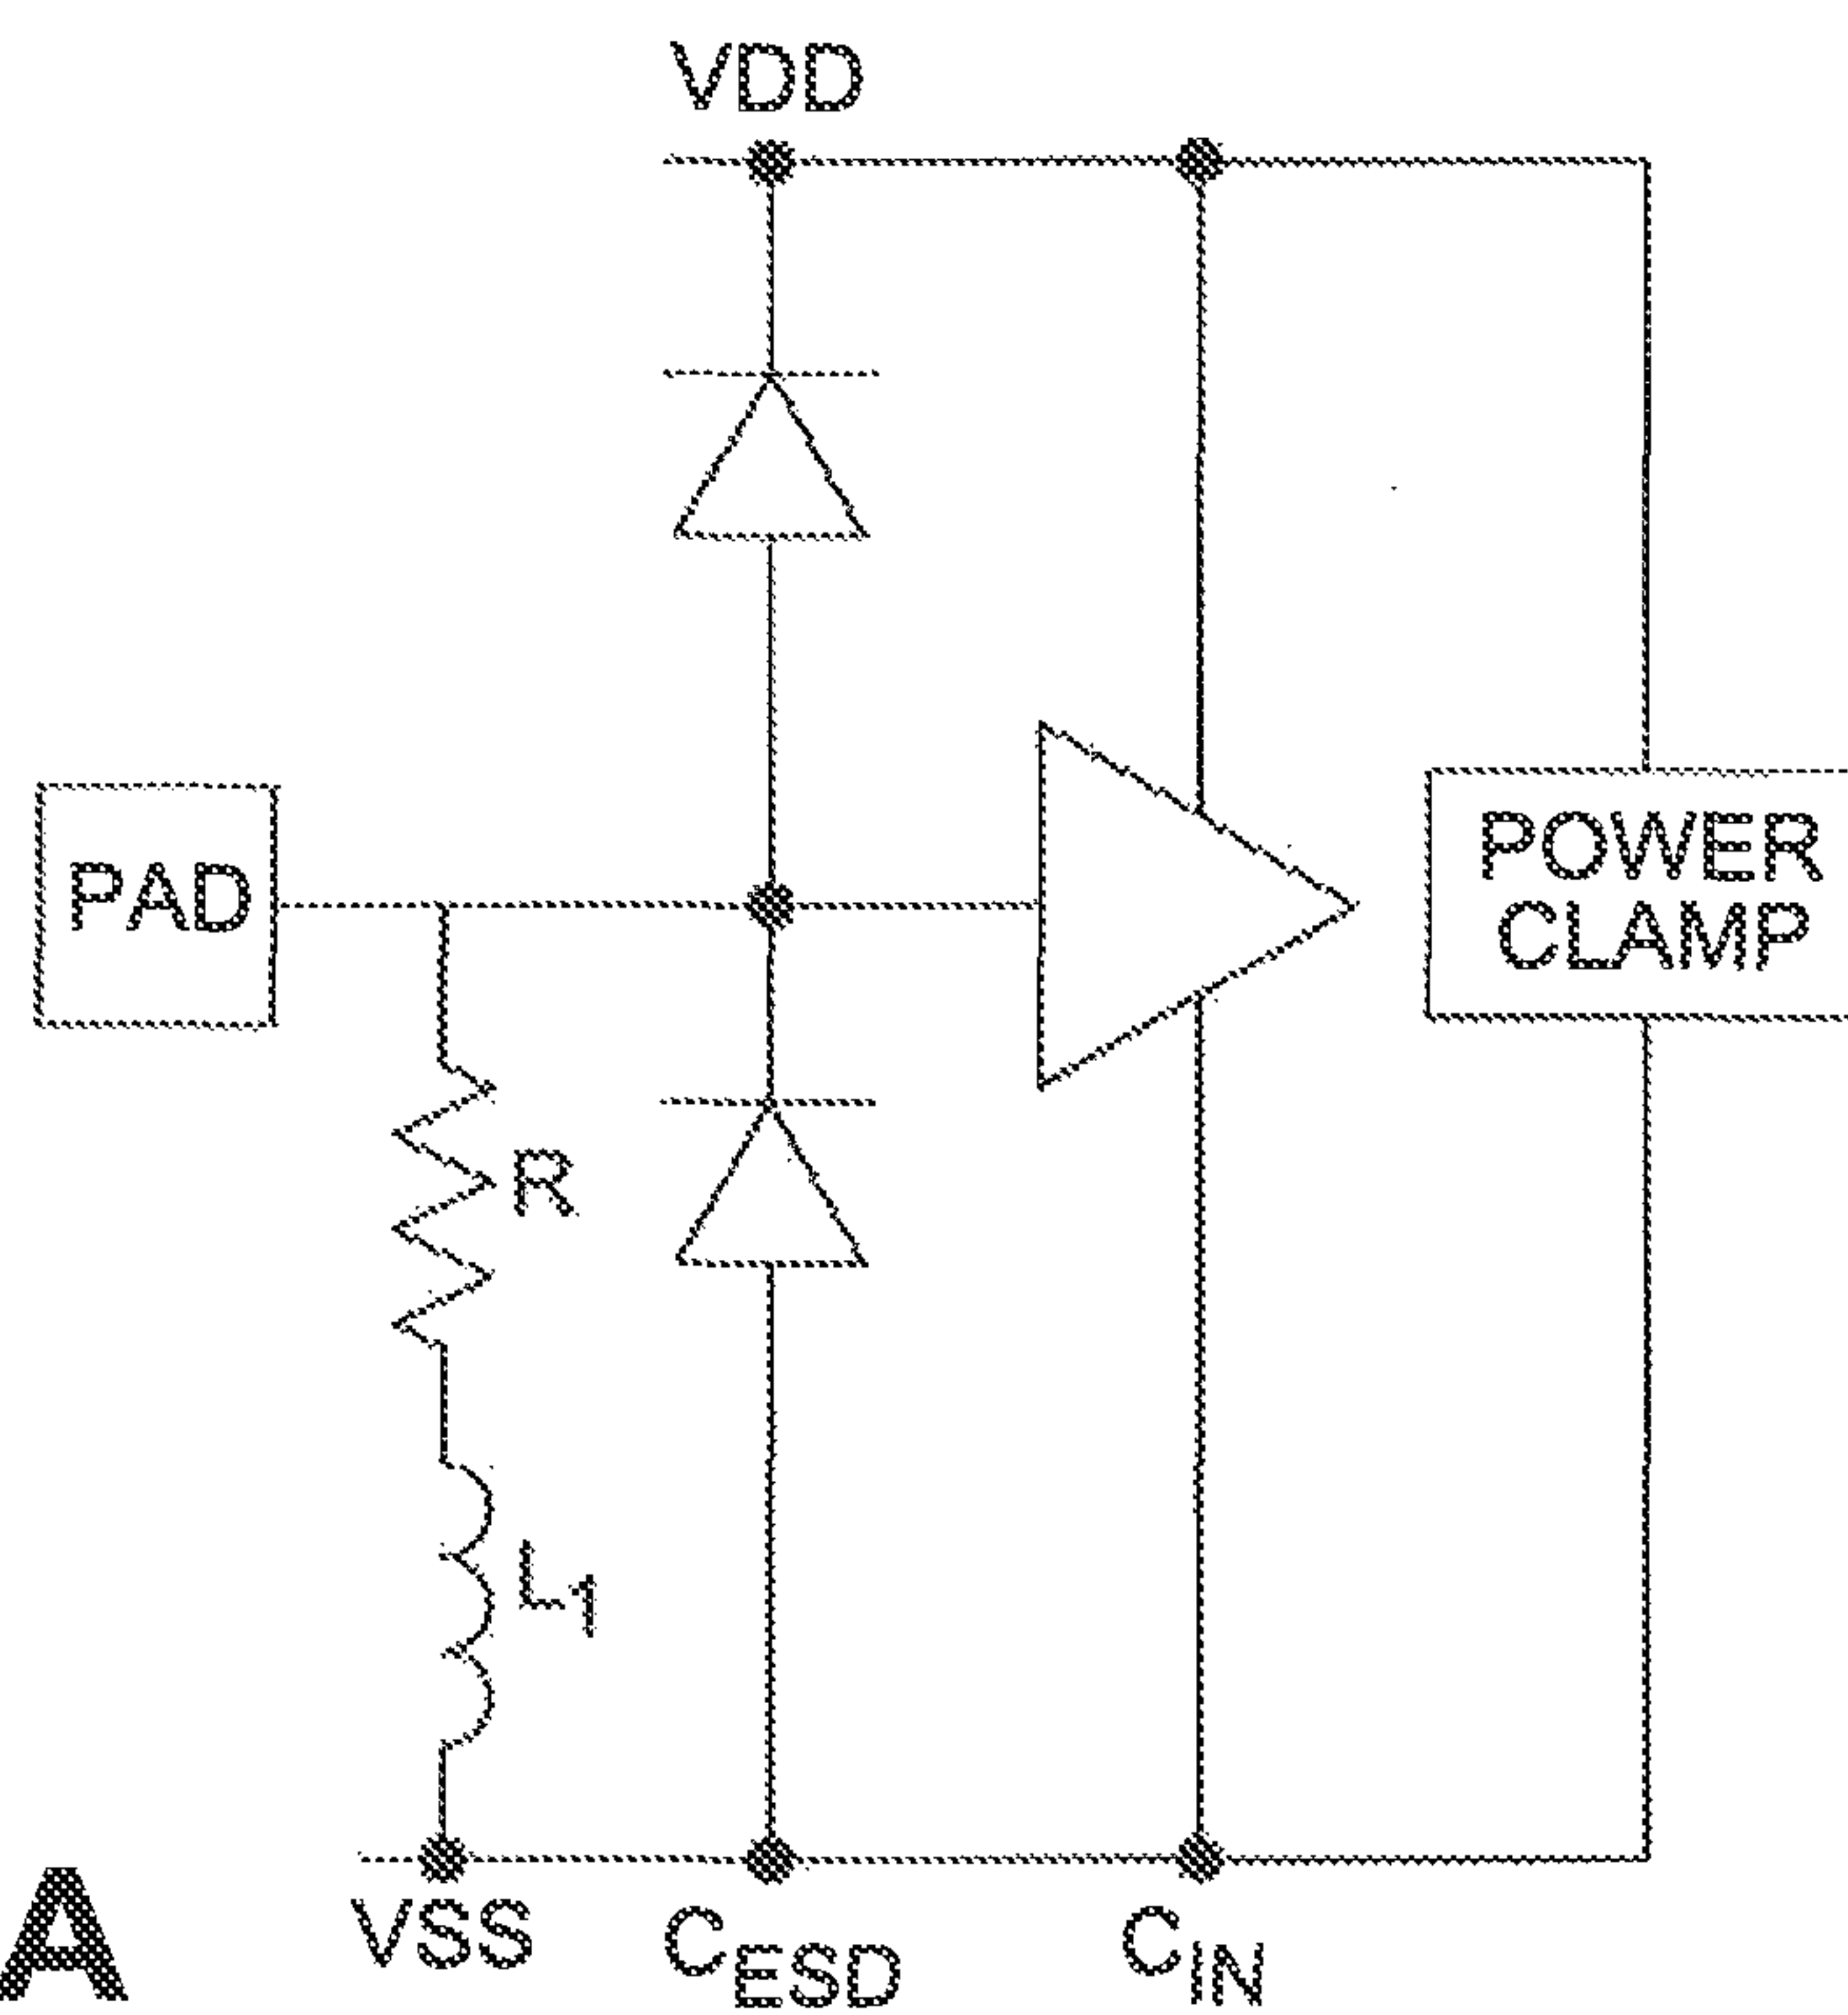 VDD
PAD
POWER
CLAMP
R
L1
VSS
CESD
CIN
A